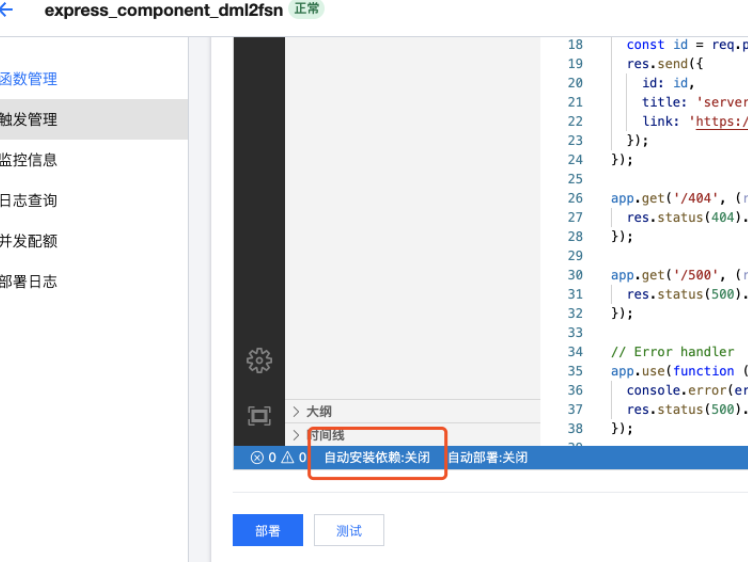 express_component_dml2fsn 正常
函数管理
触发管理
监控信息
日志查询
并发配额
部署日志
18 const id = req.p
19 res.send({
20 id: id,
21 title: 'server
22 link: 'https:/
23 });
24 });
25
26 app.get('/404', (r
27 res.status(404).
28 });
29
30 app.get('/500', (r
31 res.status(500).
32 });
33
34 // Error handler
35 app.use(function (
36 console.error(er
37 res.status(500).
38 });
大纲
时间线
0 0 自动安装依赖:关闭 自动部署:关闭
部署 测试